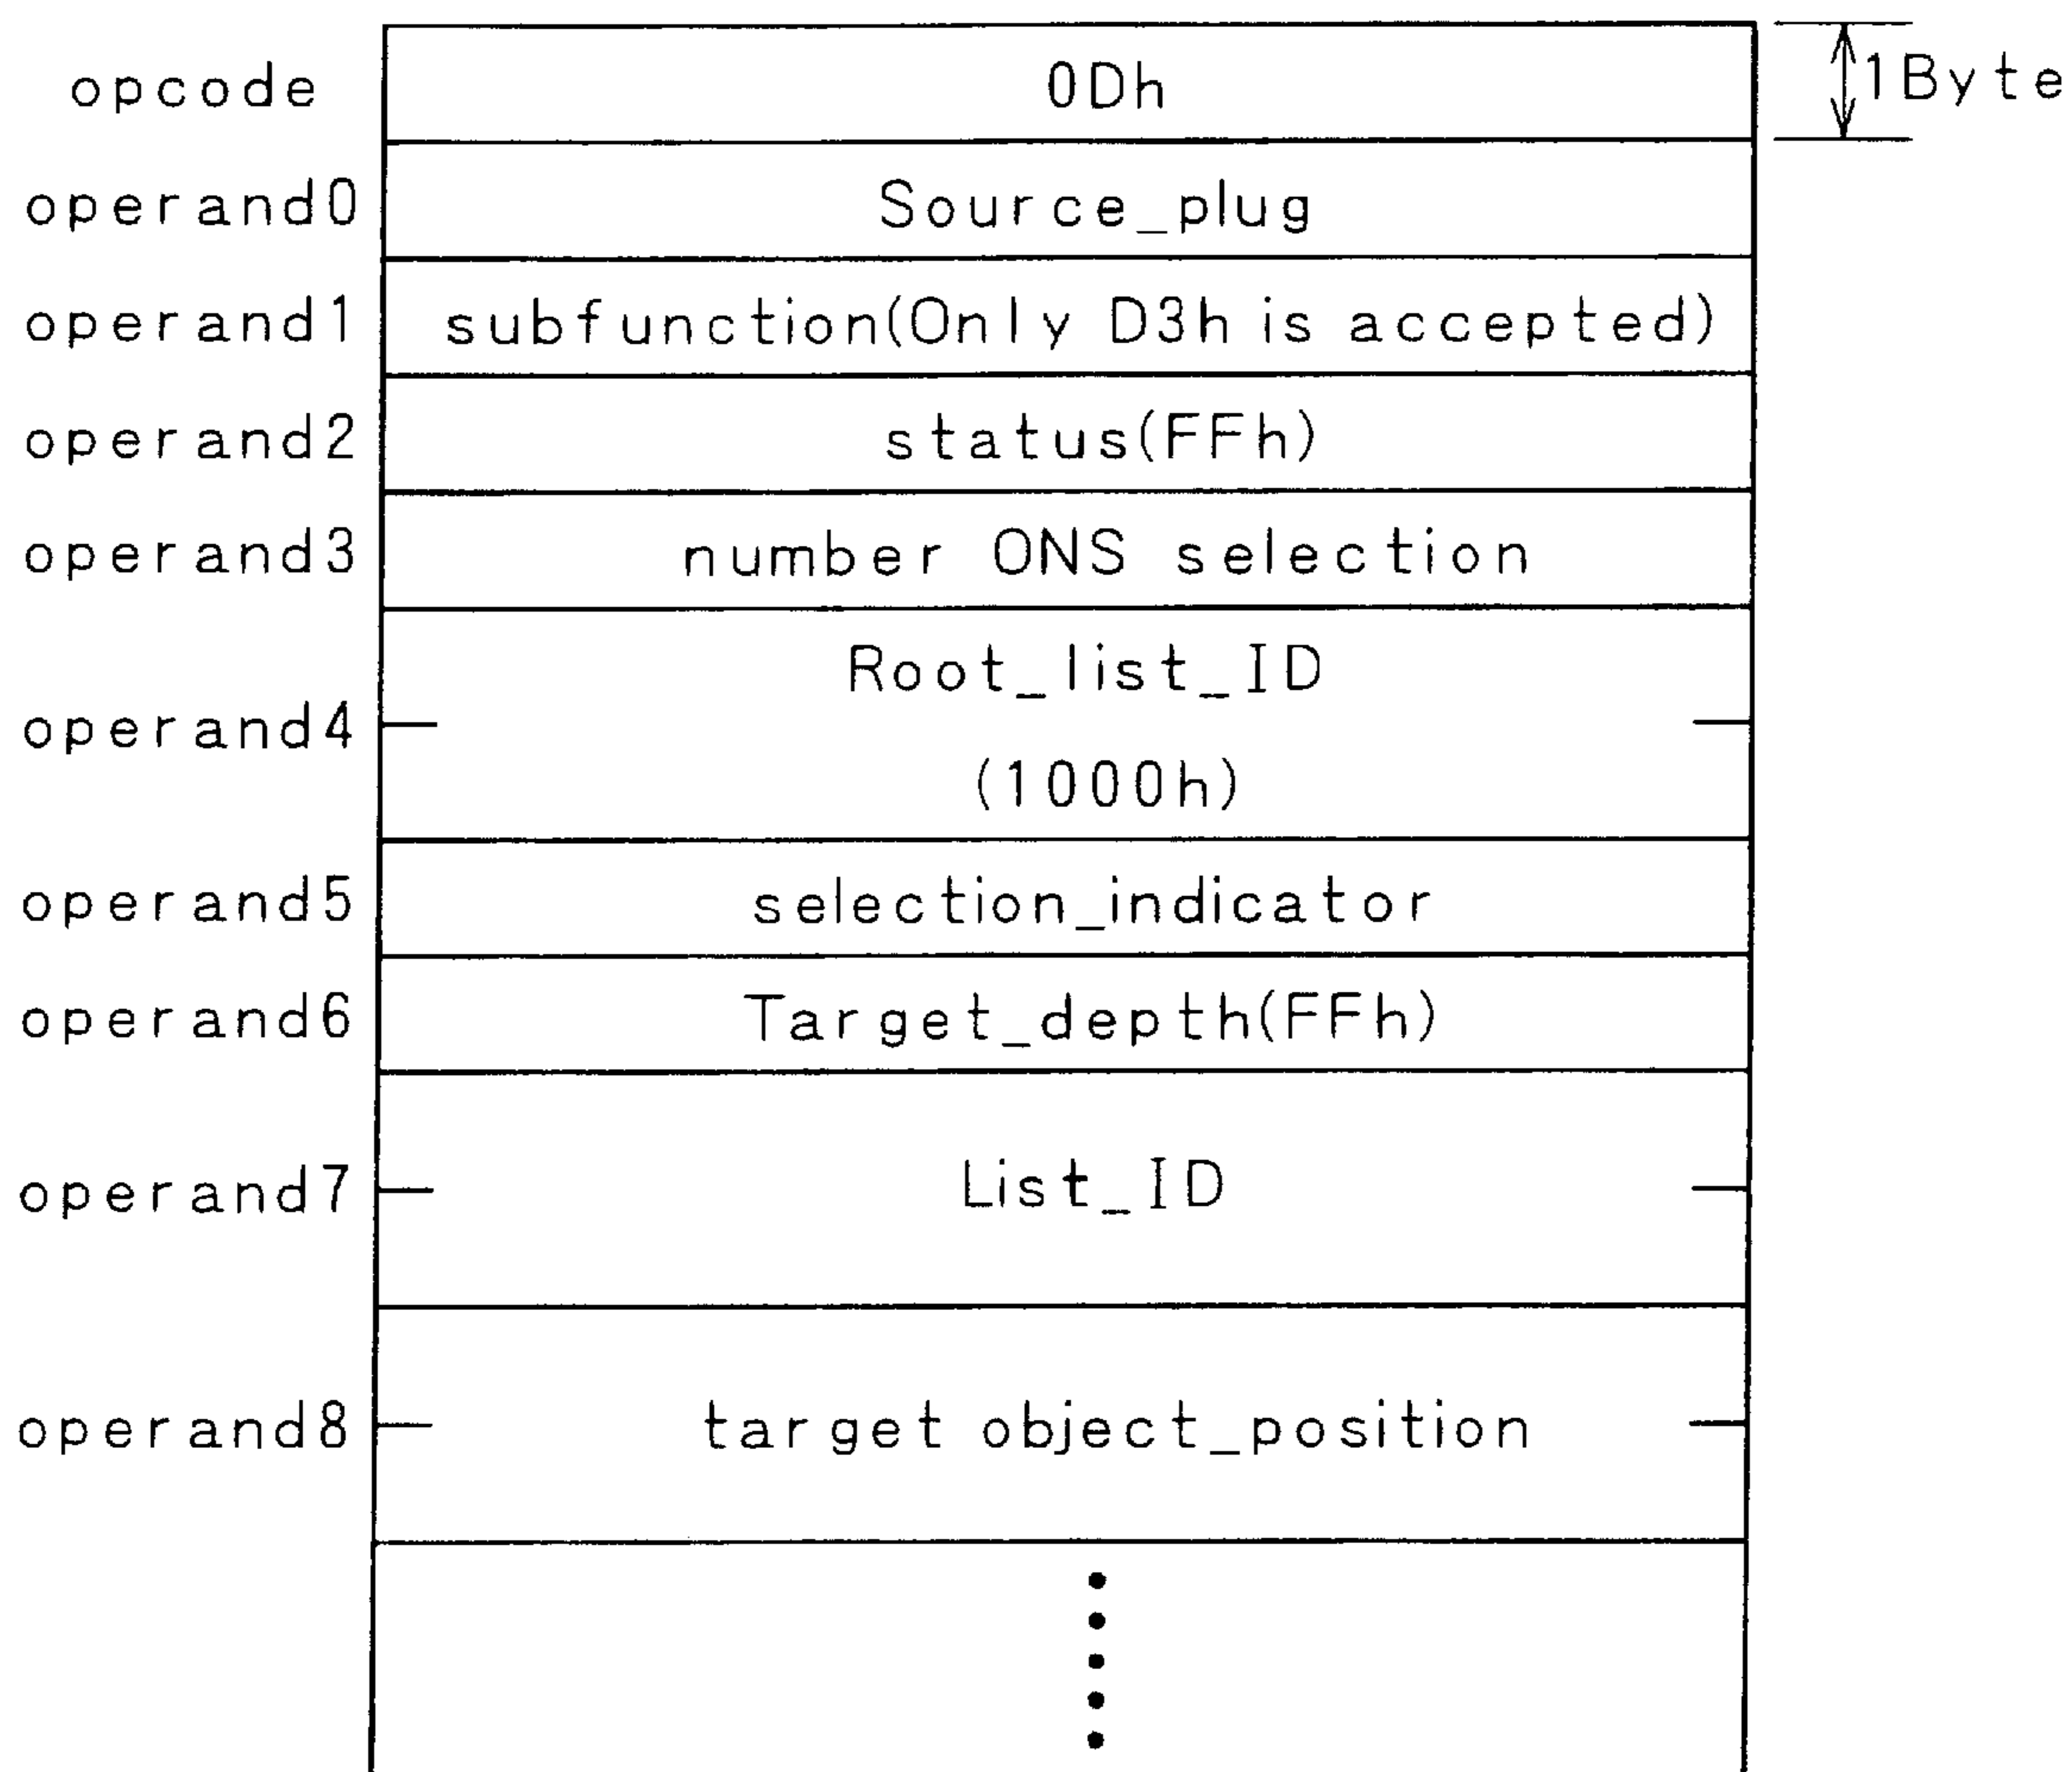 opcode 0Dh 1Byte
operand0 Source_plug
operand1 subfunction(Only D3h is accepted)
operand2 status(FFh)
operand3 number ONS selection
Root_list_ID
operand4
(1000h)
operand5 selection_indicator
operand6 Target_depth(FFh)
operand7 List_ID
operand8 target object_position